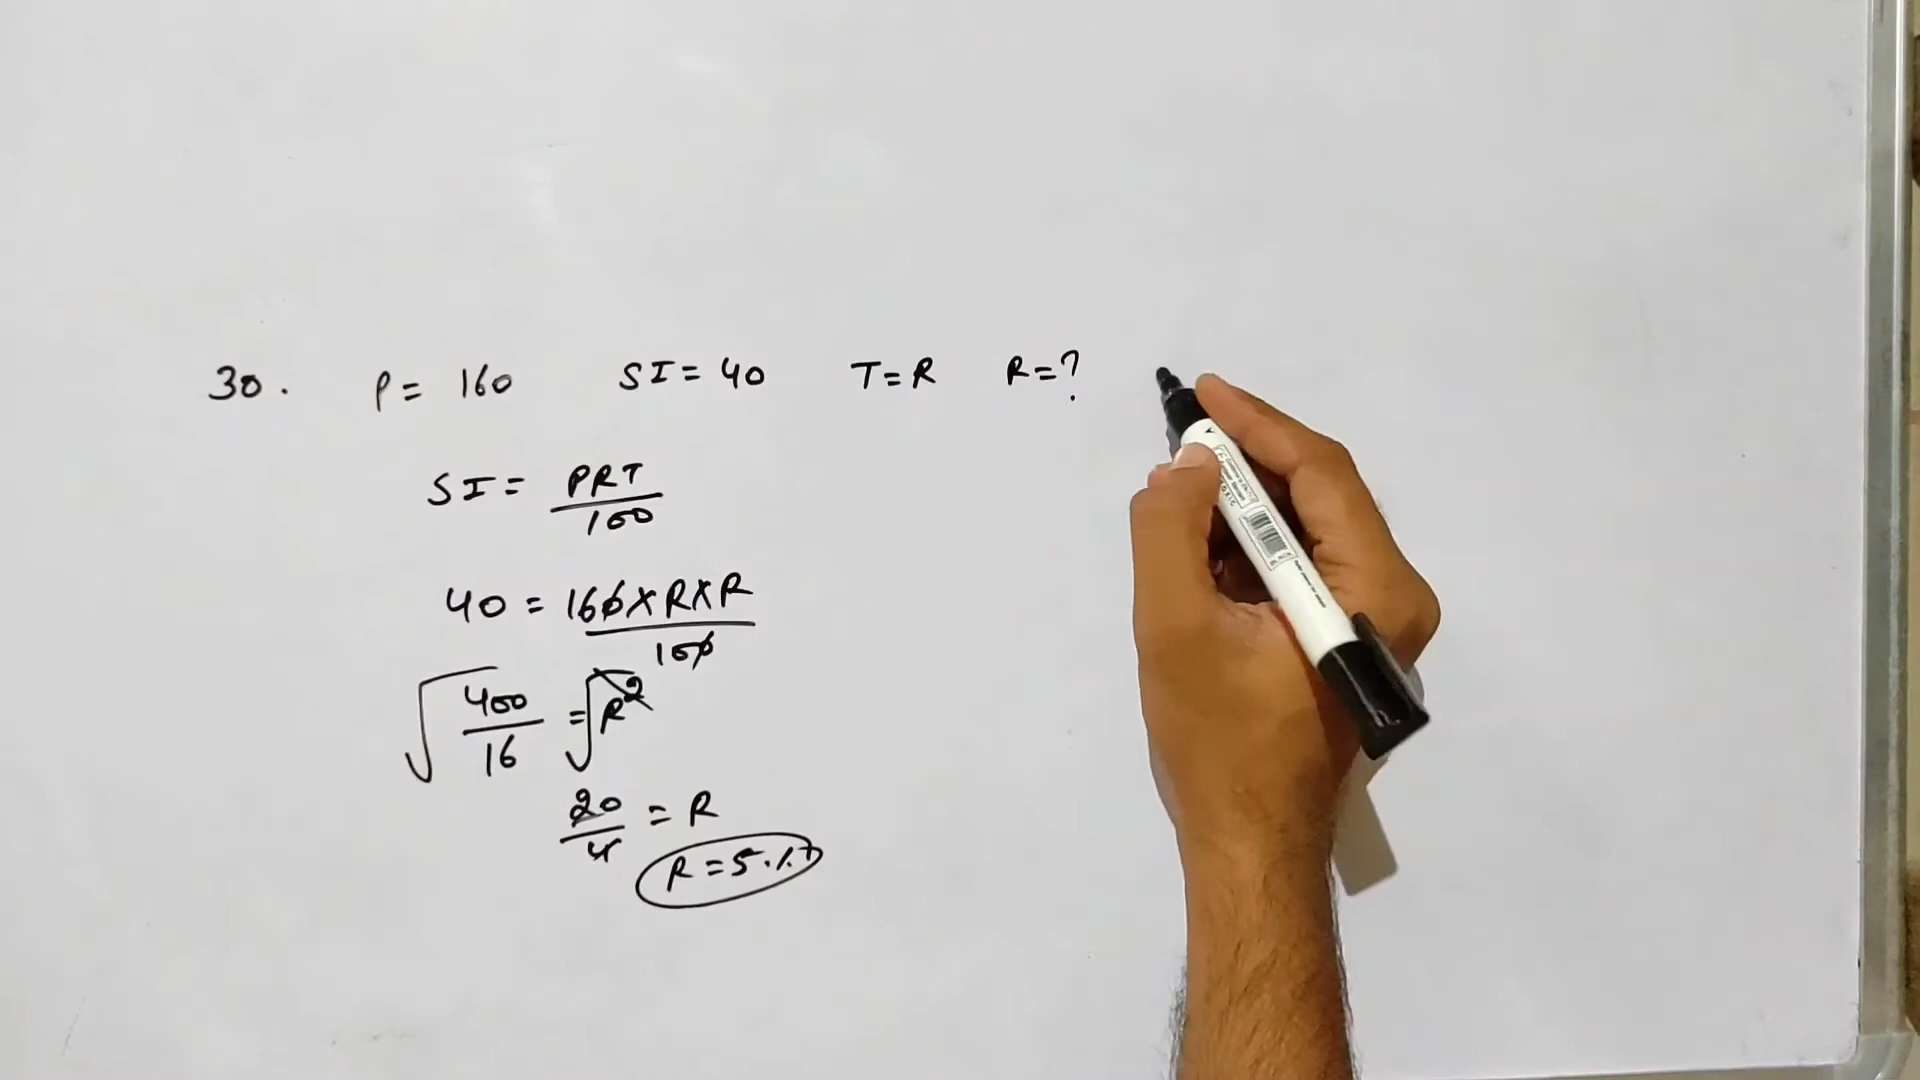 30. P = 160 SI = 40 T = R R = ?
SI = PRT/100
40 = 160×R×R/100
√400/16 = √R²
20/4 = R
R = 5%